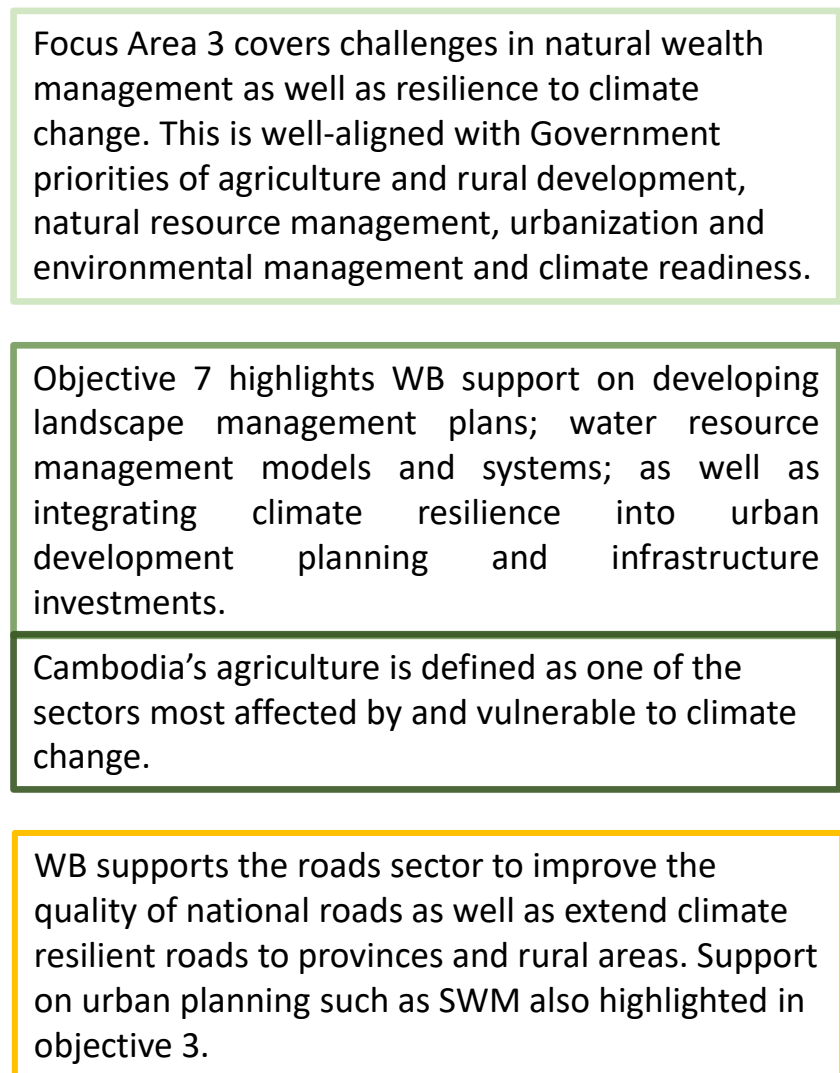 Focus Area 3 covers challenges in natural wealth
management as well as resilience to climate
change. This is well-aligned with Government
priorities of agriculture and rural development,
natural resource management, urbanization and
environmental management and climate readiness.
Objective 7 highlights WB support on developing
landscape management plans; water resource
management models and systems; as well as
integrating climate resilience into urban
development planning and infrastructure
investments.
Cambodia’s agriculture is defined as one of the
sectors most affected by and vulnerable to climate
change.
WB supports the roads sector to improve the
quality of national roads as well as extend climate
resilient roads to provinces and rural areas. Support
on urban planning such as SWM also highlighted in
objective 3.